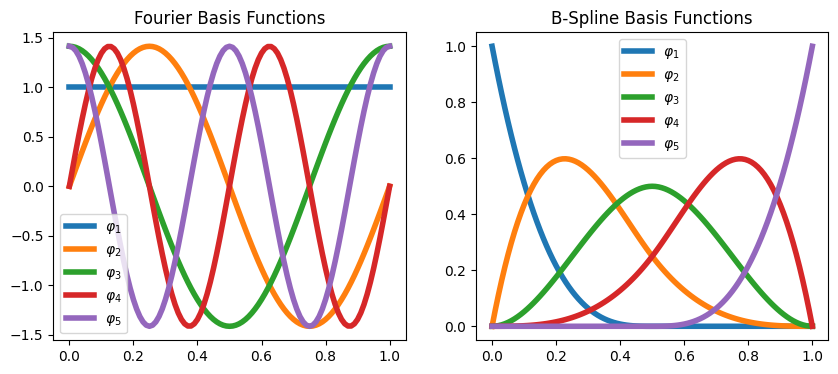 Fourier Basis Functions
1.5
1.0
0.5
0.0
−0.5
−1.0
−1.5
φ1
φ2
φ3
φ4
φ5
0.0 0.2 0.4 0.6 0.8 1.0
B-Spline Basis Functions
1.0
0.8
0.6
0.4
0.2
0.0
φ1
φ2
φ3
φ4
φ5
0.0 0.2 0.4 0.6 0.8 1.0